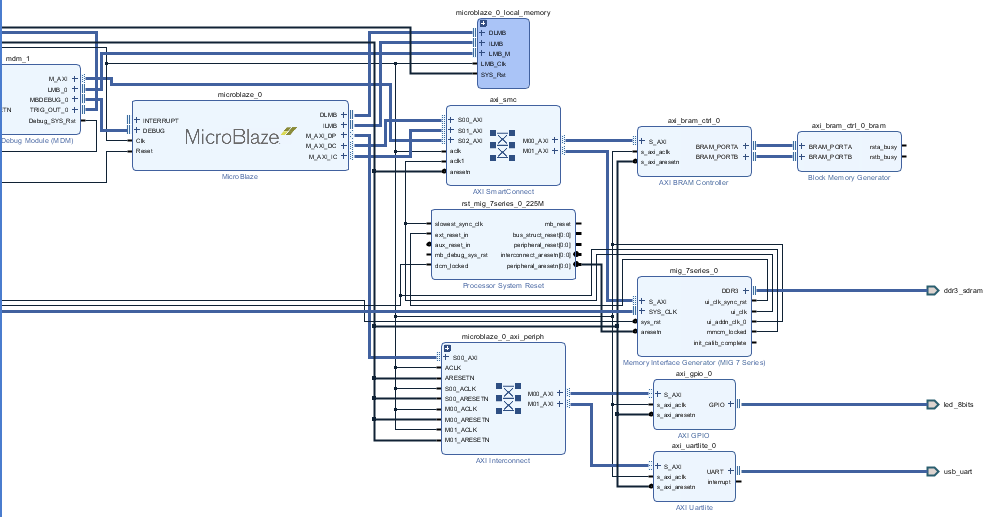 microblaze_0_local_memory
DLMB
ILMB
LMB_M
LMB_Clk
SYS_Rst
mdm_1
M_AXI
LMB_0
MBDEBUG_0
TRIG_OUT_0
Debug_SYS_Rst
Debug Module (MDM)
microblaze_0
INTERRUPT
DEBUG
Clk
Reset
MicroBlaze
DLMB
ILMB
M_AXI_DP
M_AXI_DC
M_AXI_IC
MicroBlaze
axi_smc
S00_AXI
S01_AXI
S02_AXI
aclk
aclk1
aresetn
M00_AXI
M01_AXI
AXI SmartConnect
axi_bram_ctrl_0
S_AXI
s_axi_aclk
s_axi_aresetn
BRAM_PORTA
BRAM_PORTB
AXI BRAM Controller
axi_bram_ctrl_0_bram
BRAM_PORTA
BRAM_PORTB
rsta_busy
rstb_busy
Block Memory Generator
rst_mig_7series_0_225M
slowest_sync_clk
ext_reset_in
aux_reset_in
mb_debug_sys_rst
dcm_locked
mb_reset
bus_struct_reset[0:0]
peripheral_reset[0:0]
interconnect_aresetn[0:0]
peripheral_aresetn[0:0]
Processor System Reset
mig_7series_0
S_AXI
SYS_CLK
sys_rst
aresetn
DDR3
ui_clk_sync_rst
ui_clk
ui_addn_clk_0
mmcm_locked
init_calib_complete
Memory Interface Generator (MIG 7 Series)
ddr3_sdram
microblaze_0_axi_periph
S00_AXI
ACLK
ARESETN
S00_ACLK
S00_ARESETN
M00_ACLK
M00_ARESETN
M01_ACLK
M01_ARESETN
M00_AXI
M01_AXI
AXI Interconnect
axi_gpio_0
S_AXI
s_axi_aclk
s_axi_aresetn
GPIO
AXI GPIO
led_8bits
axi_uartlite_0
S_AXI
s_axi_aclk
s_axi_aresetn
UART
interrupt
AXI Uartlite
usb_uart